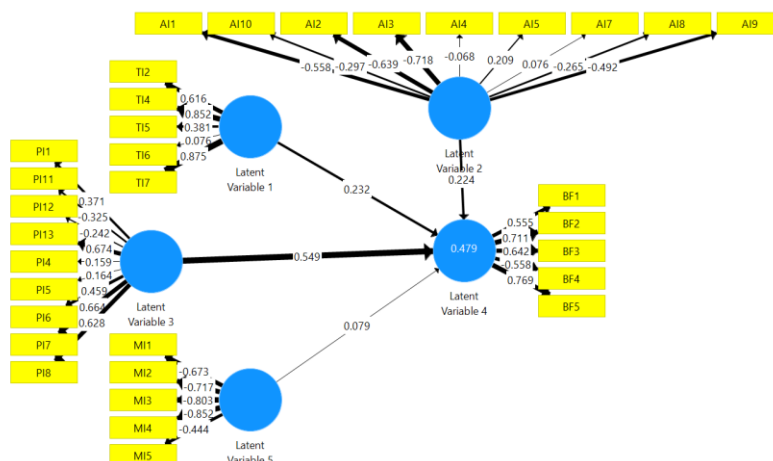 AI1 AI10 AI2 AI3 AI4 AI5 AI7 AI8 AI9
-0.558 -0.297 -0.639 -0.718 -0.068 0.209 0.076 -0.265 -0.492
TI2
TI4
TI5
TI6
TI7
0.616
0.852
0.381
0.076
0.875
Latent
Variable 1
Latent
Variable 2
0.232
0.224
PI1
PI11
PI12
PI13
PI4
PI5
PI6
PI7
PI8
0.371
-0.325
-0.242
0.674
0.159
0.164
0.459
0.664
0.628
Latent
Variable 3
0.549
0.479
Latent
Variable 4
BF1
BF2
BF3
BF4
BF5
0.555
0.711
0.642
-0.558
0.769
0.079
MI1
MI2
MI3
MI4
MI5
-0.673
-0.717
-0.803
-0.852
-0.444
Latent
Variable 5